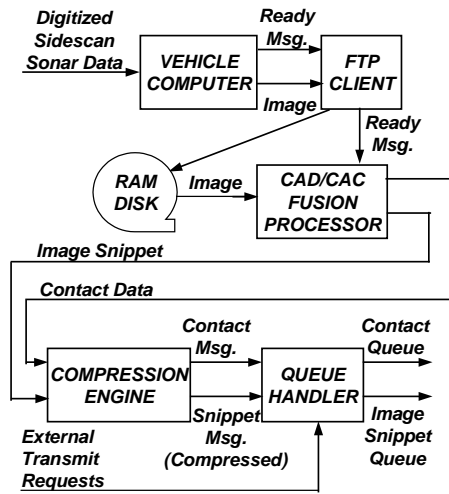 Digitized
Sidescan
Sonar Data
VEHICLE
COMPUTER
Ready
Msg.
Image
FTP
CLIENT
Ready
Msg.
RAM
DISK
Image
CAD/CAC
FUSION
PROCESSOR
Image Snippet
Contact Data
COMPRESSION
ENGINE
Contact
Msg.
Snippet
Msg.
(Compressed)
QUEUE
HANDLER
Contact
Queue
Image
Snippet
Queue
External
Transmit
Requests